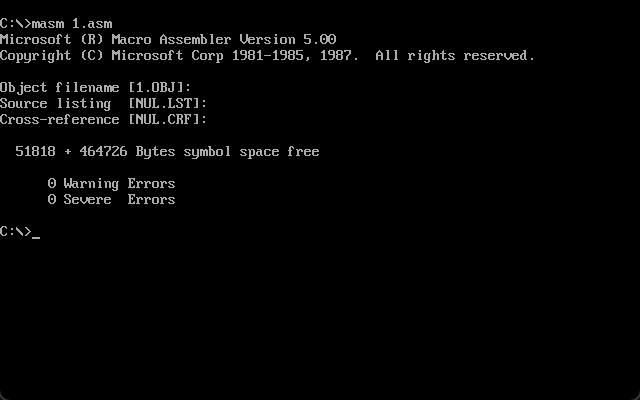 C:\>masm 1.asm
Microsoft (R) Macro Assembler Version 5.00
Copyright (C) Microsoft Corp 1981-1985, 1987.  All rights reserved.
Object filename [1.OBJ]:
Source listing  [NUL.LST]:
Cross-reference [NUL.CRF]:
51818 + 464726 Bytes symbol space free
0 Warning Errors
0 Severe  Errors
C:\>_